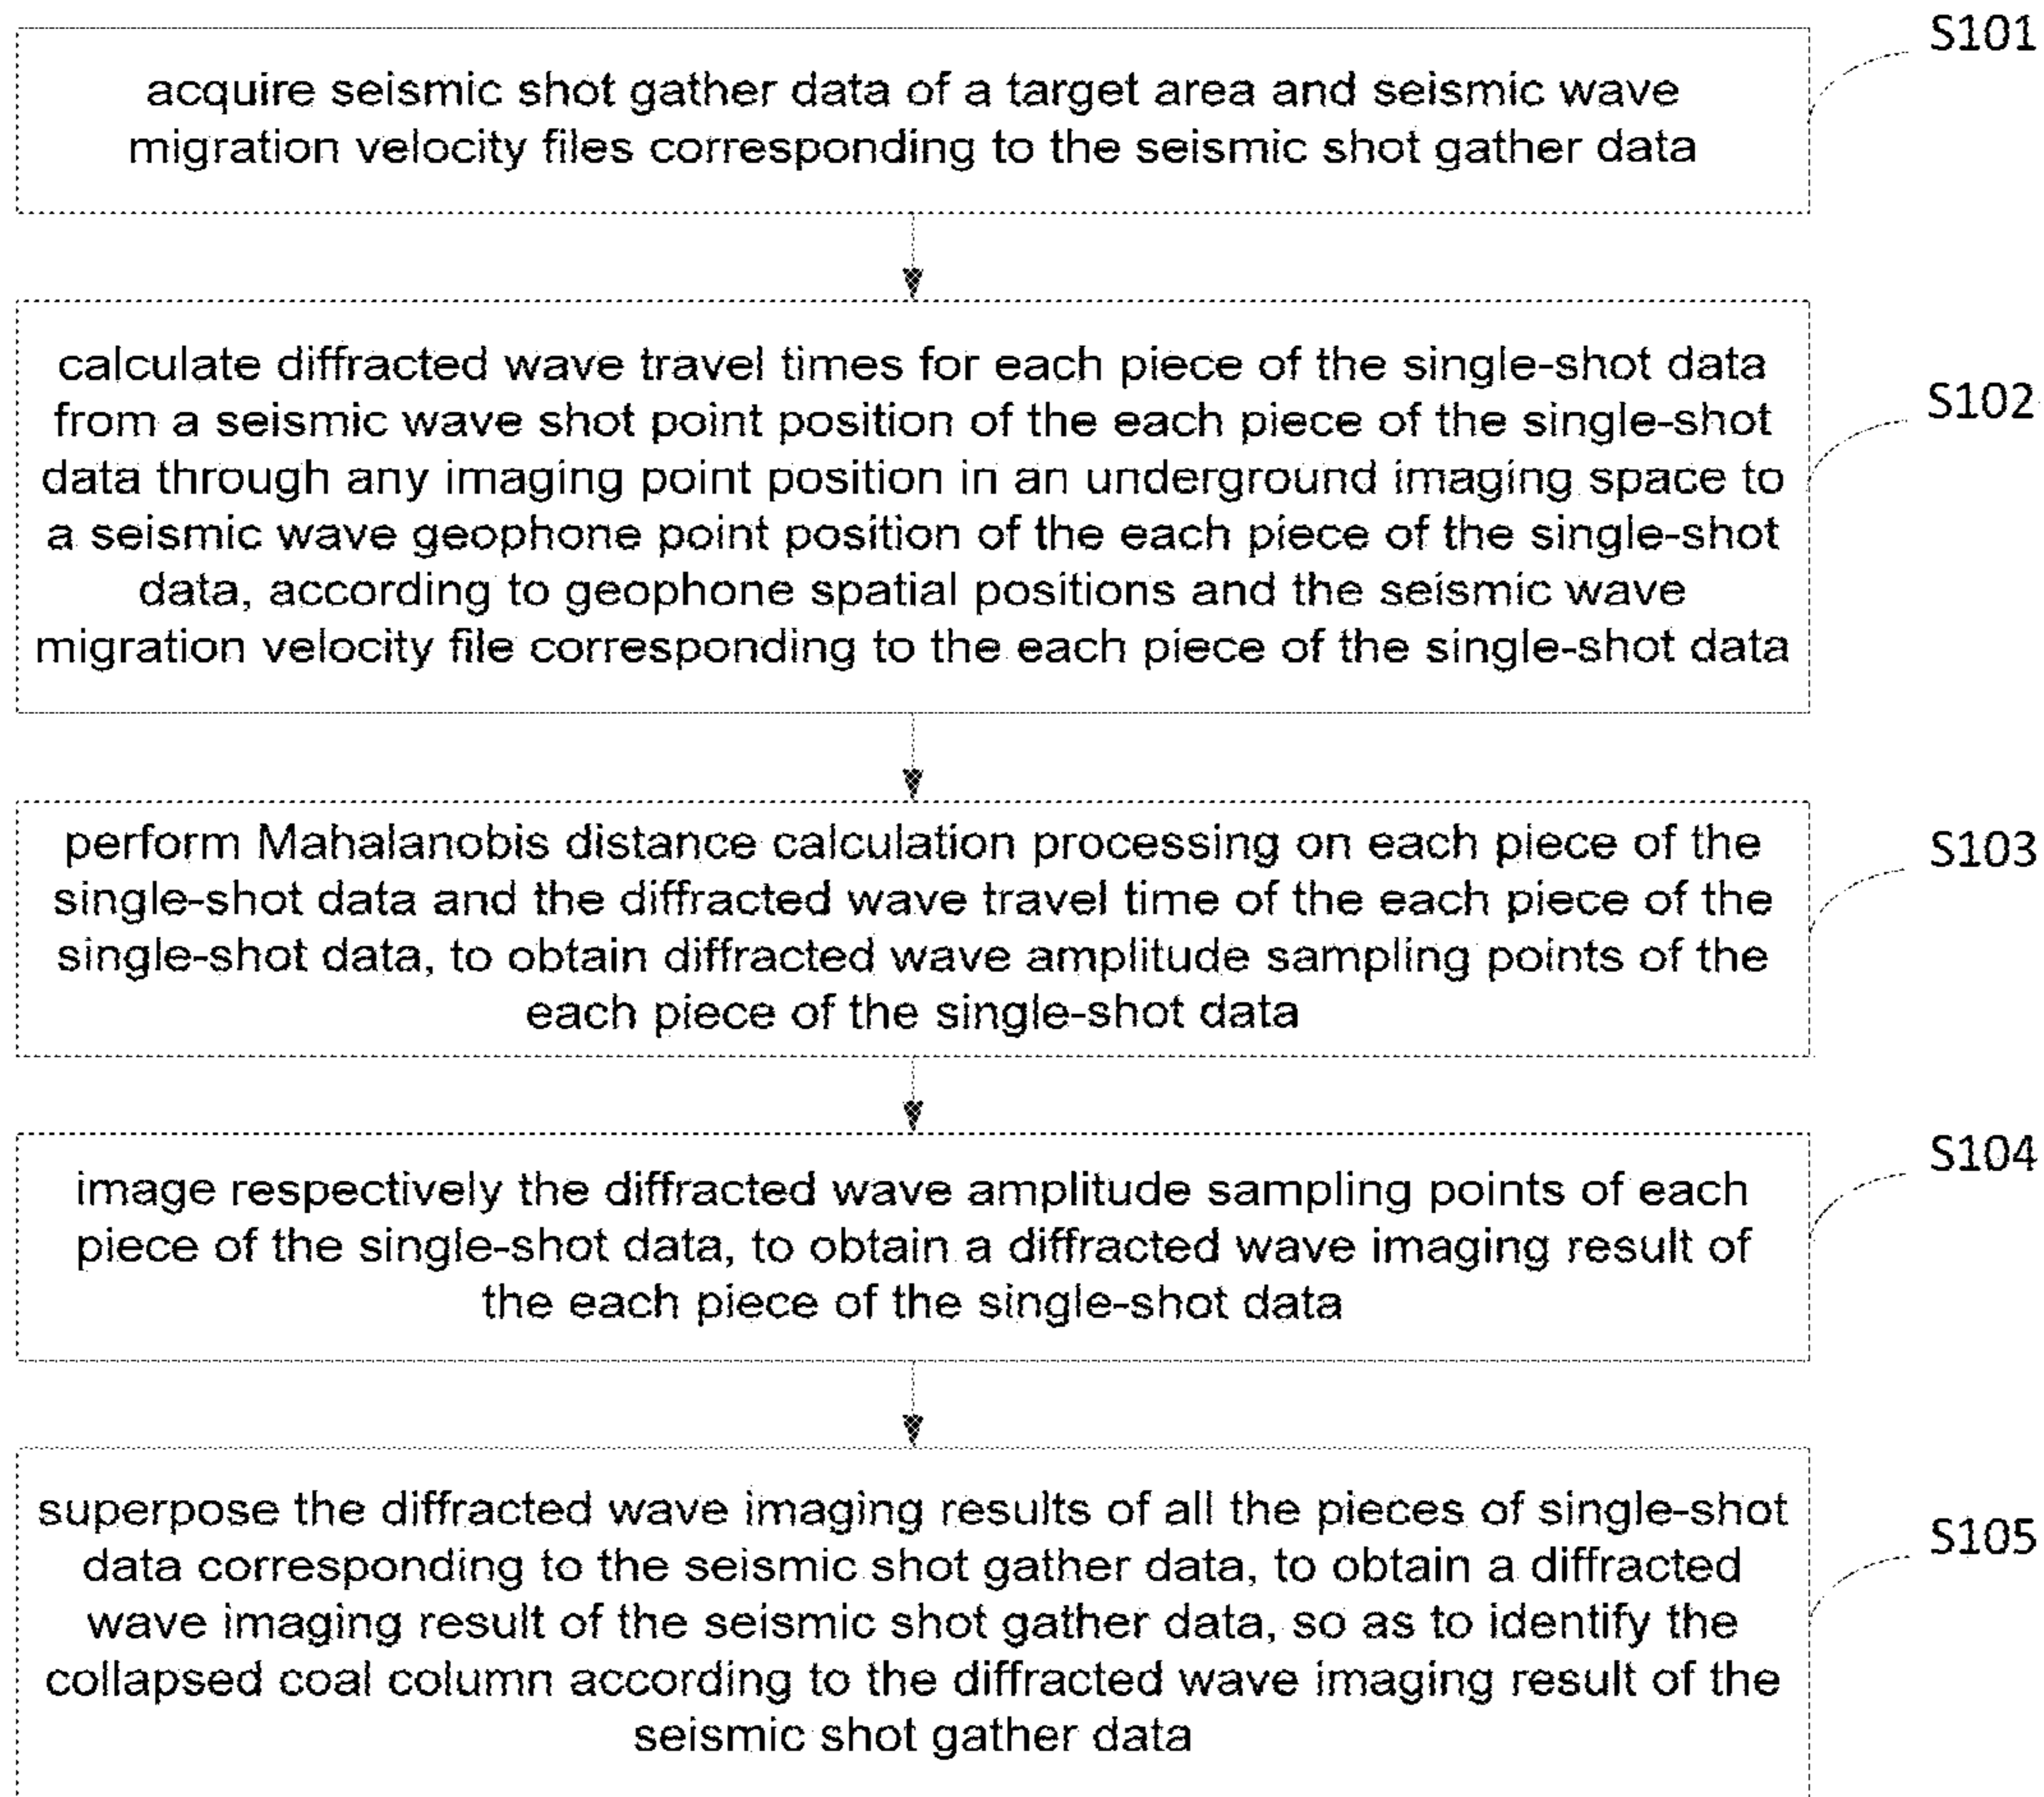 S101
acquire seismic shot gather data of a target area and seismic wave
migration velocity files corresponding to the seismic shot gather data
calculate diffracted wave travel times for each piece of the single-shot data
from a seismic wave shot point position of the each piece of the single-shot
data through any imaging point position in an underground imaging space to
a seismic wave geophone point position of the each piece of the single-shot
data, according to geophone spatial positions and the seismic wave
migration velocity file corresponding to the each piece of the single-shot data
S102
perform Mahalanobis distance calculation processing on each piece of the
single-shot data and the diffracted wave travel time of the each piece of the
single-shot data, to obtain diffracted wave amplitude sampling points of the
each piece of the single-shot data
S103
image respectively the diffracted wave amplitude sampling points of each
piece of the single-shot data, to obtain a diffracted wave imaging result of
the each piece of the single-shot data
S104
superpose the diffracted wave imaging results of all the pieces of single-shot
data corresponding to the seismic shot gather data, to obtain a diffracted
wave imaging result of the seismic shot gather data, so as to identify the
collapsed coal column according to the diffracted wave imaging result of the
seismic shot gather data
S105